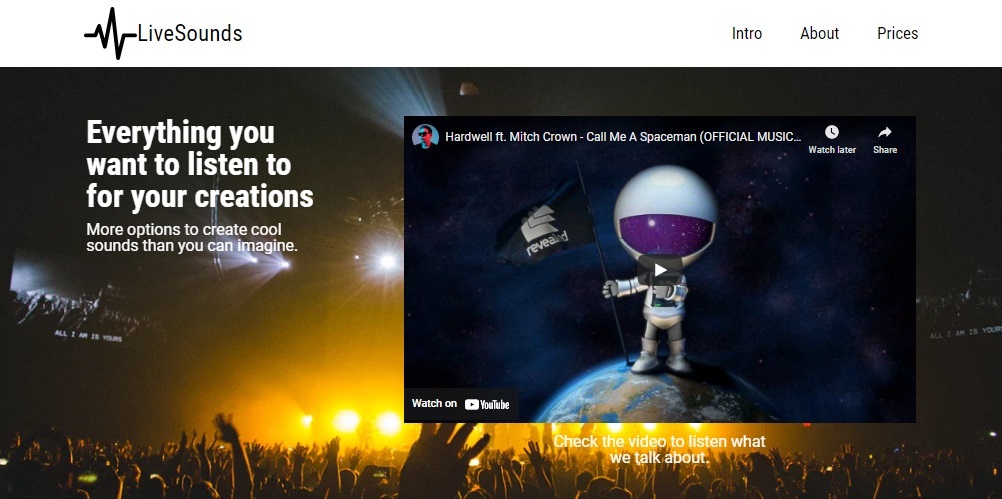 LiveSounds
Intro
About
Prices
Everything you
want to listen to
for your creations
More options to create cool
sounds than you can imagine.
Hardwell ft. Mitch Crown - Call Me A Spaceman (OFFICIAL MUSIC...
Watch later
Share
revealed
ALL I AM IS YOURS
ALL I AM IS YOURS
Watch on YouTube
Check the video to listen what
we talk about.